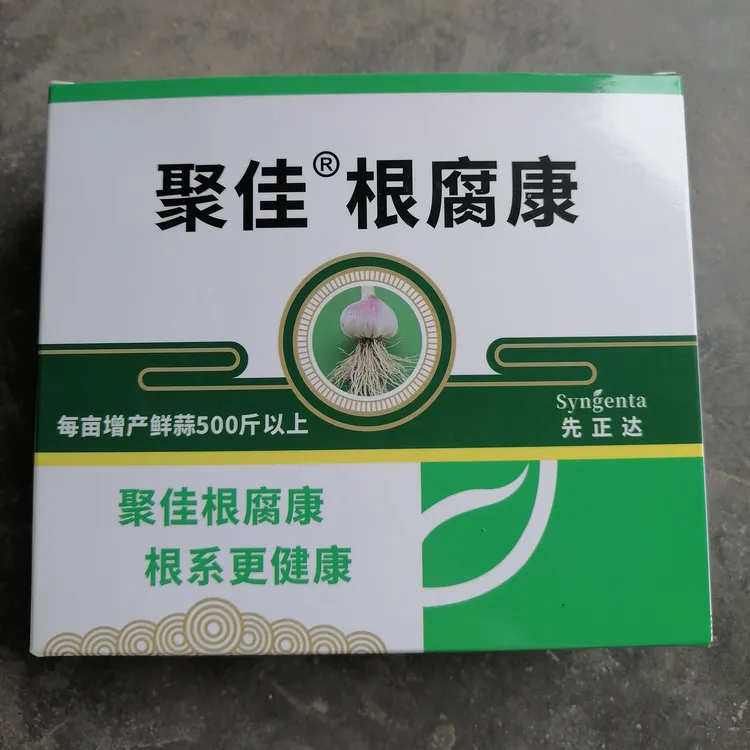 聚佳®根腐康
每亩增产鲜蒜500斤以上
Syngenta
先正达
聚佳根腐康
根系更健康